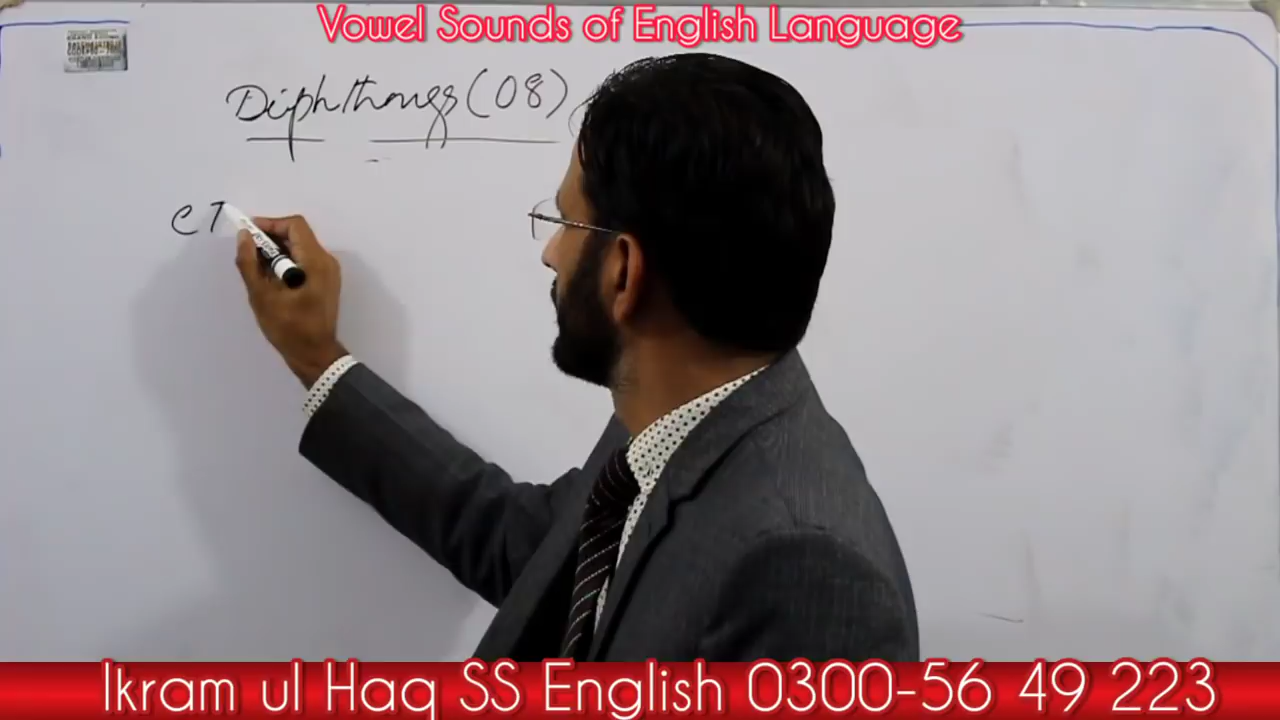 Vowel Sounds of English Language
Diphthongs (08)
e I
Ikram ul Haq SS English 0300-56 49 223